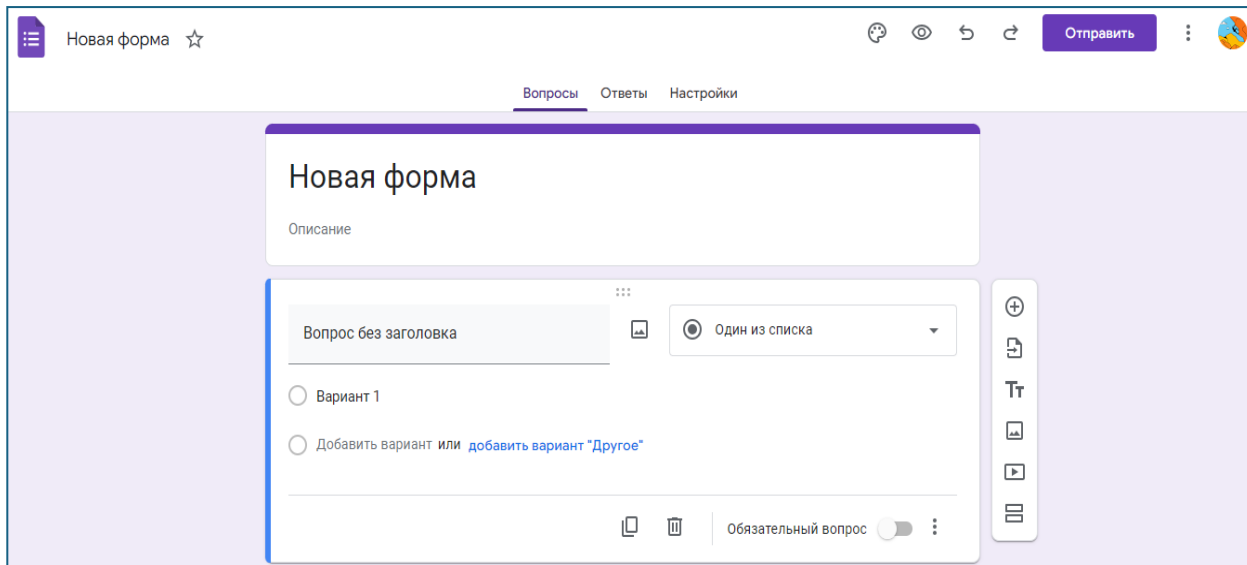 Новая форма
Отправить
Вопросы Ответы Настройки
Новая форма
Описание
Вопрос без заголовка
Один из списка
Вариант 1
Добавить вариант или добавить вариант "Другое"
Обязательный вопрос
Tт